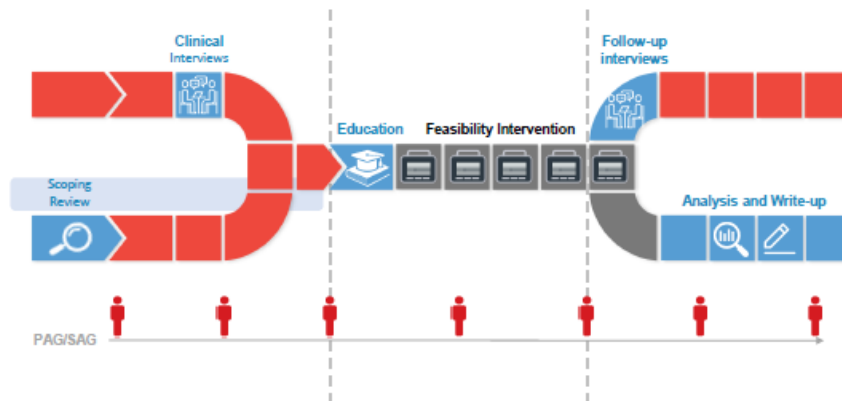 Clinical
Interviews
Follow-up
interviews
Education
Feasibility Intervention
Scoping
Review
Analysis and Write-up
PAG/SAG